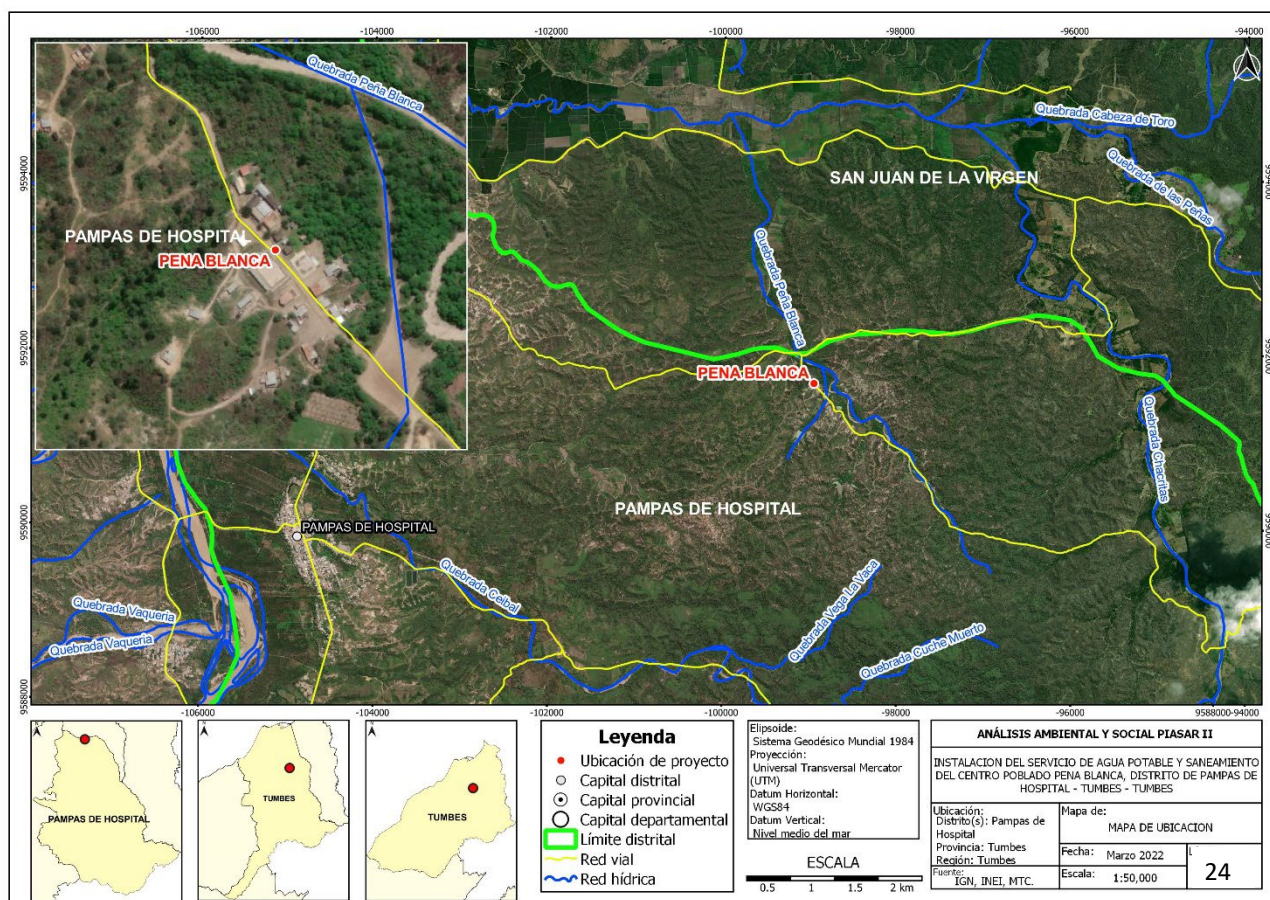 -106000
-104000
-102000
-100000
-98000
-96000
-94000
9594000
9592000
9590000
9588000
Quebrada Peña Blanca
PAMPAS DE HOSPITAL
PENA BLANCA
Quebrada Cabeza de Toro
SAN JUAN DE LA VIRGEN
Quebrada de las Peñas
Quebrada Peña Blanca
PENA BLANCA
Quebrada Chacritas
PAMPAS DE HOSPITAL
PAMPAS DE HOSPITAL
Quebrada Ceibal
Quebrada Vega La Vaca
Quebrada Cuche Muerto
Quebrada Vaquería
Quebrada Vaquería
9594000
9592000
9590000
-106000
-104000
-102000
-100000
-98000
-96000
9588000
-94000
N
PAMPAS DE HOSPITAL
N
TUMBES
N
TUMBES
Leyenda
Ubicación de proyecto
Capital distrital
Capital provincial
Capital departamental
Límite distrital
Red vial
Red hídrica
Elipsoide:
Sistema Geodésico Mundial 1984
Proyección:
Universal Transversal Mercator
(UTM)
Datum Horizontal:
WGS84
Datum Vertical:
Nivel medio del mar
ESCALA
0.5 1 1.5 2 km
ANÁLISIS AMBIENTAL Y SOCIAL PIASAR II
INSTALACION DEL SERVICIO DE AGUA POTABLE Y SANEAMIENTO
DEL CENTRO POBLADO PENA BLANCA, DISTRITO DE PAMPAS DE
HOSPITAL - TUMBES - TUMBES
Ubicación:
Distrito(s): Pampas de
Hospital
Provincia: Tumbes
Región: Tumbes
Fuente:
IGN, INEI, MTC.
Mapa de:
MAPA DE UBICACION
Fecha: Marzo 2022
Escala: 1:50,000
24